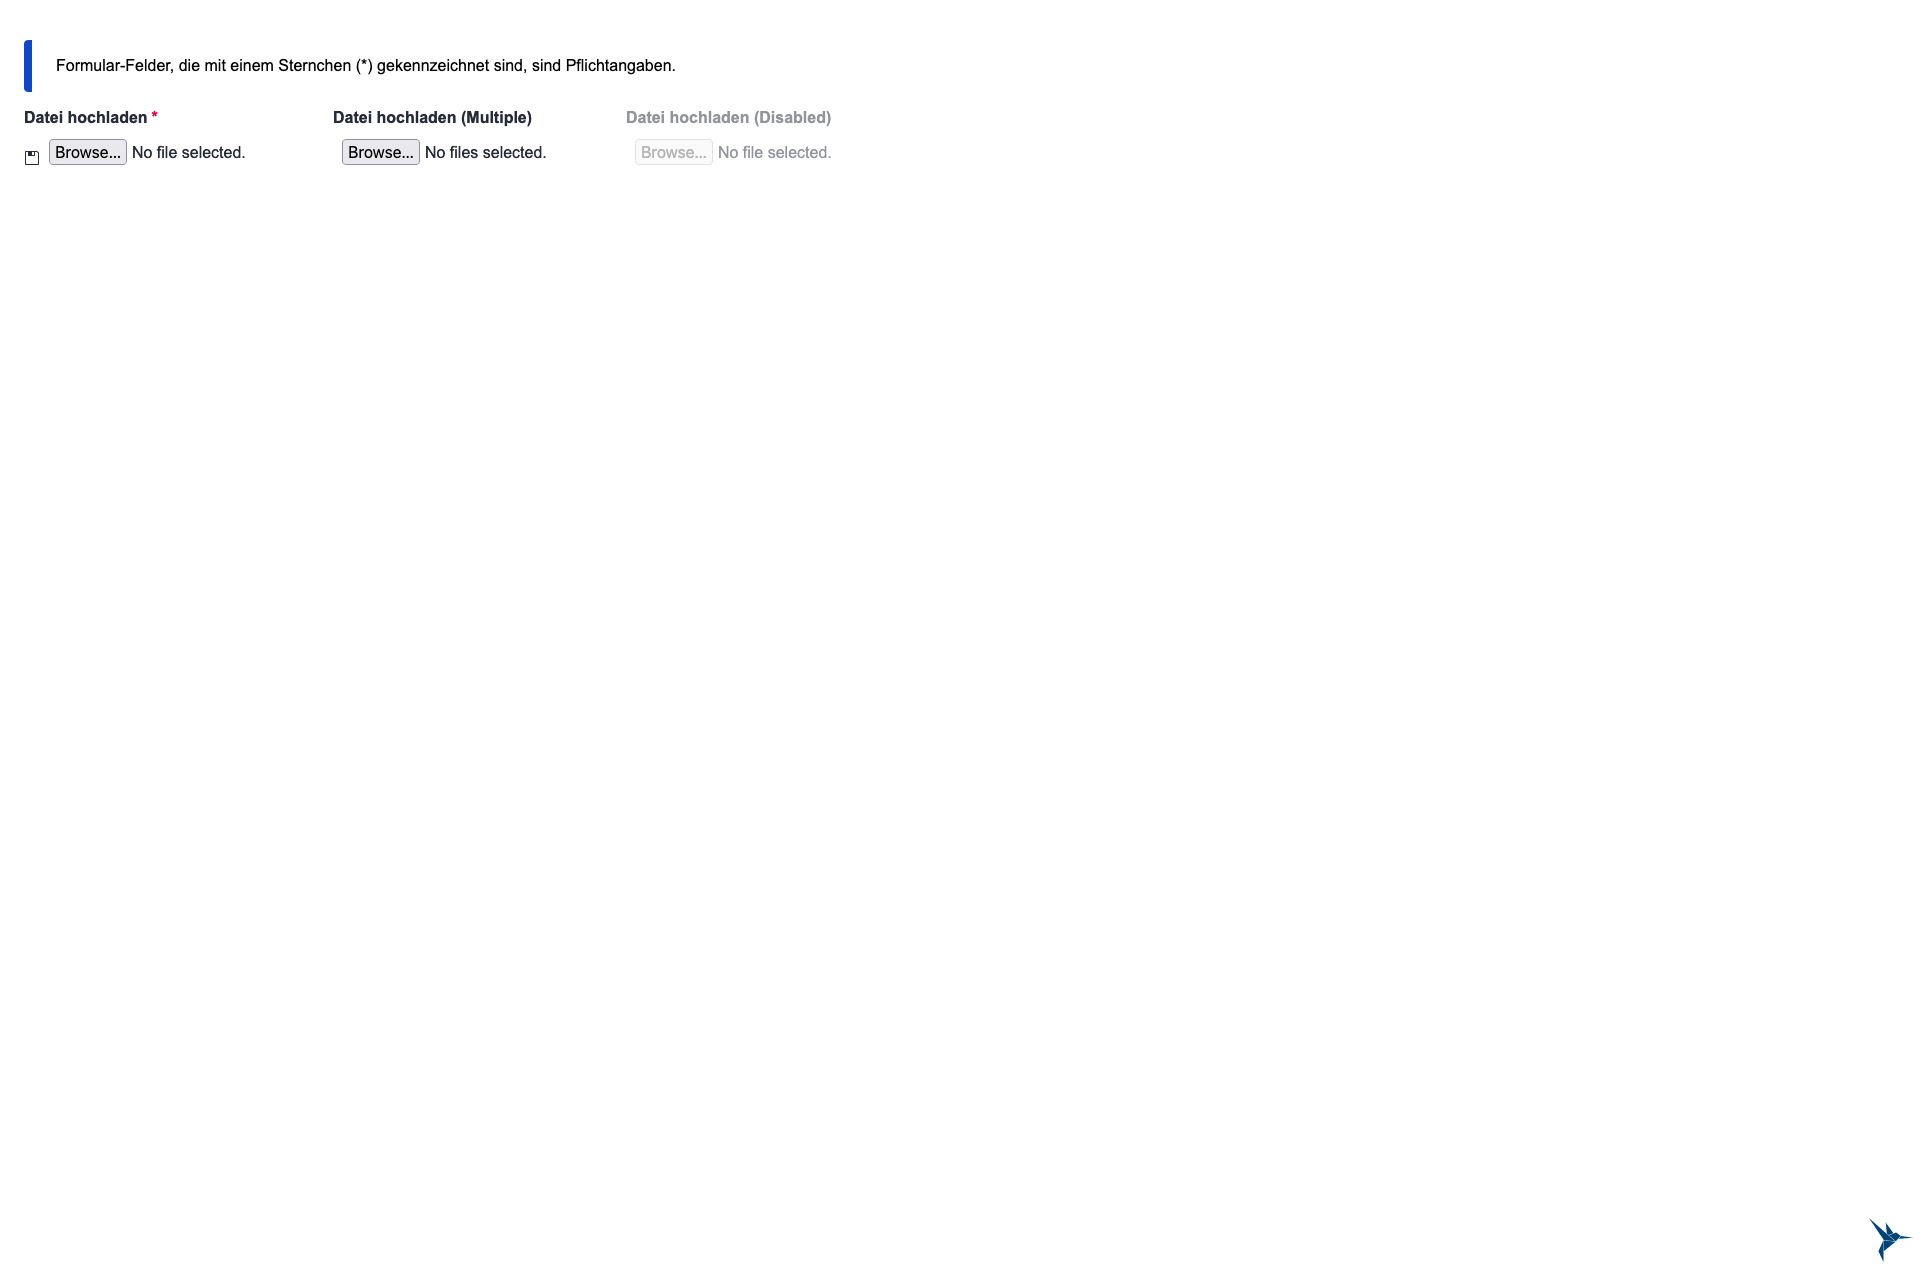 Formular-Felder, die mit einem Sternchen (*) gekennzeichnet sind, sind Pflichtangaben.
Datei hochladen * Datei hochladen (Multiple) Datei hochladen (Disabled)
Browse... No file selected. Browse... No files selected. Browse... No file selected.